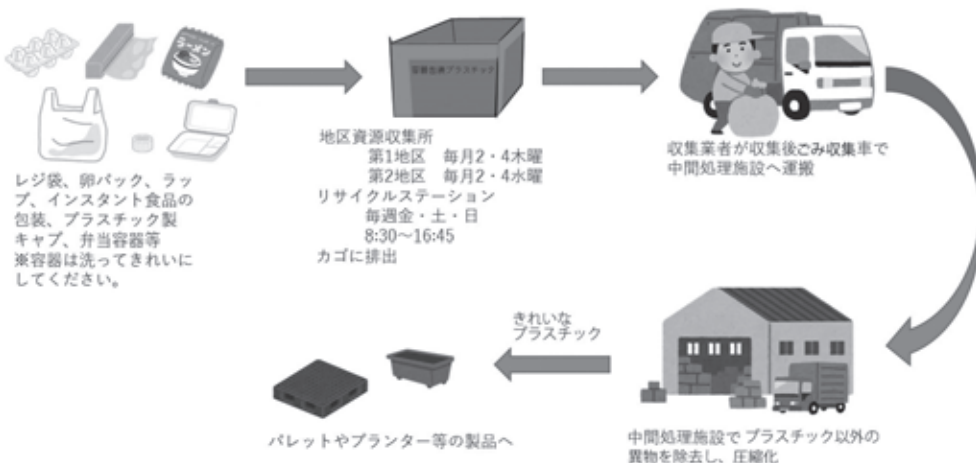 ラーメン
容器包装プラスチック
レジ袋、卵パック、ラッ
プ、インスタント食品の
包装、プラスチック製
キャプ、弁当容器等
※容器は洗ってきれいに
してください。
地区資源収集所
第1地区 毎月2・4木曜
第2地区 毎月2・4水曜
リサイクルステーション
毎週金・土・日
8:30～16:45
カゴに排出
収集業者が収集後ごみ収集車で
中間処理施設へ運搬
中間処理施設でプラスチック以外の
異物を除去し、圧縮化
きれいな
プラスチック
パレットやプランター等の製品へ